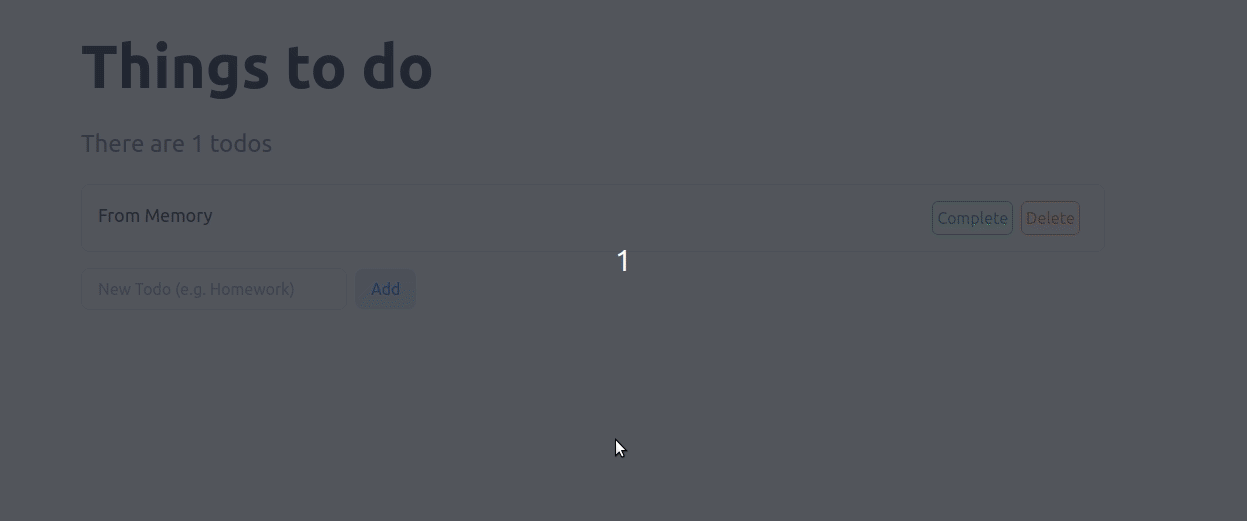 Things to do
There are 1 todos
From Memory Complete Delete
1
New Todo (e.g. Homework) Add